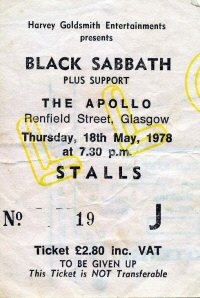 Harvey Goldsmith Entertainments
presents
BLACK SABBATH
PLUS SUPPORT
THE APOLLO
Renfield Street, Glasgow
Thursday, 18th May, 1978
at 7.30 p.m.
STALLS
No 19 J
Ticket £2.80 inc. VAT
TO BE GIVEN UP
This Ticket is NOT Transferable